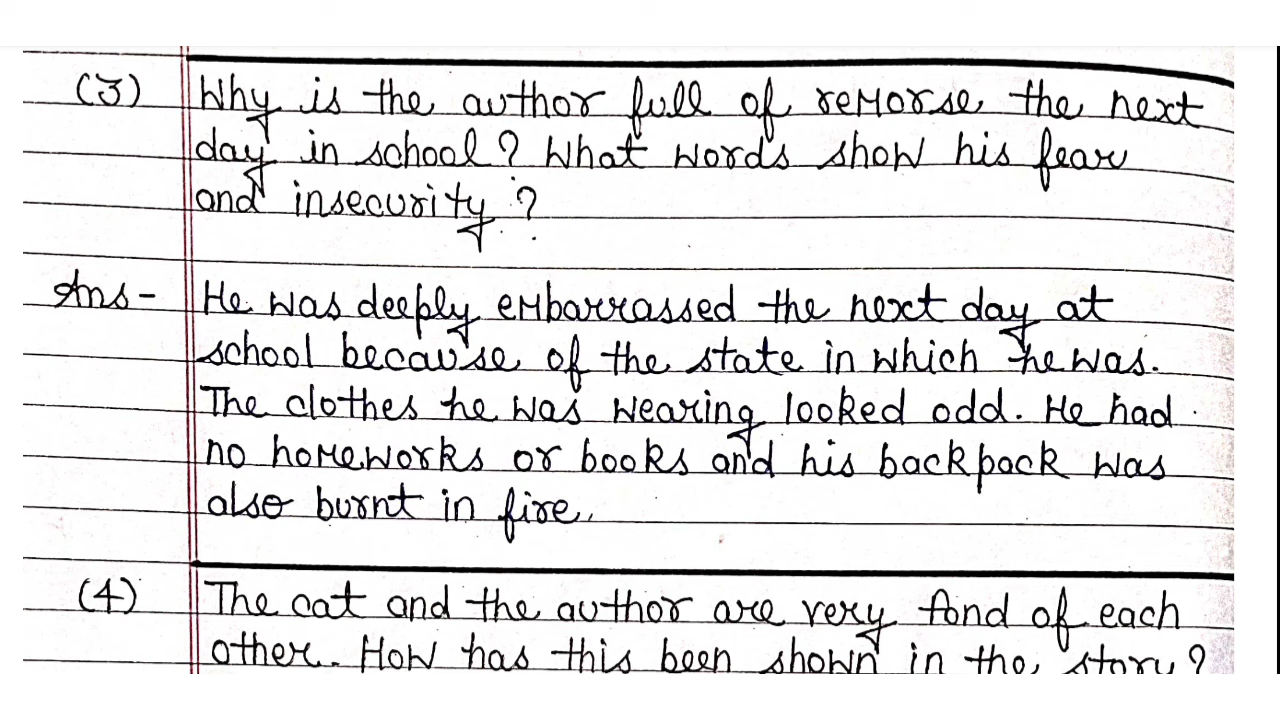 (3) Why is the author full of remorse the next
day in school? What words show his fear
and insecurity?
Ans- He was deeply embarrassed the next day at
school because of the state in which he was.
The clothes he was wearing looked odd. He had
no homeworks or books and his backpack was
also burnt in fire.
(4) The cat and the author are very fond of each
other. How has this been shown in the story?